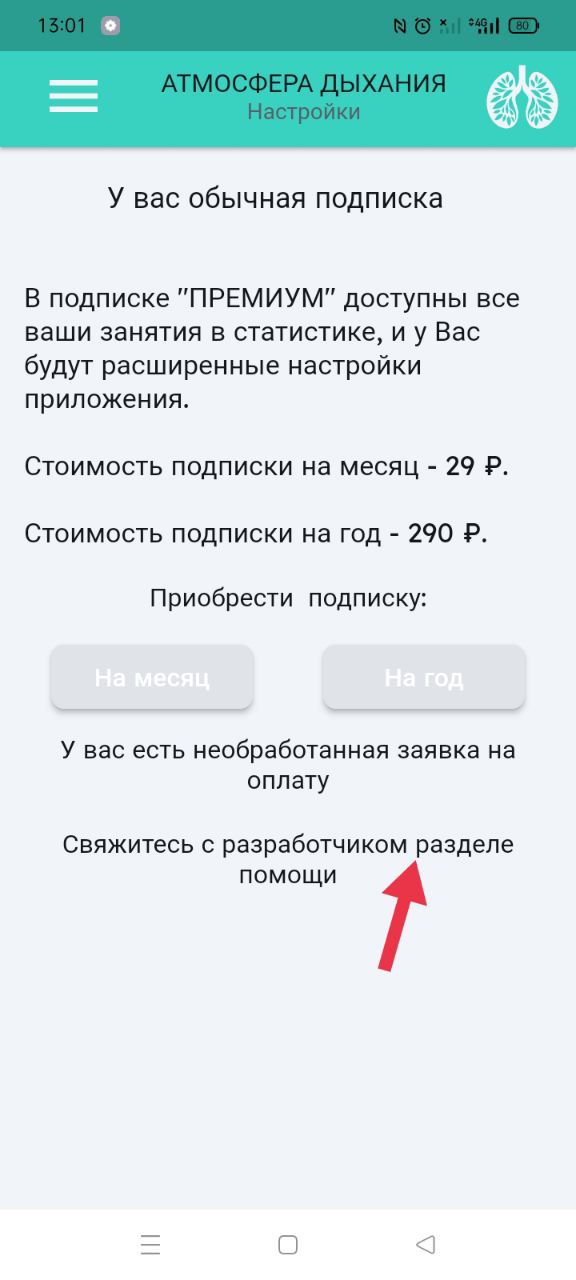 13:01
4G
80
АТМОСФЕРА ДЫХАНИЯ
Настройки
У вас обычная подписка
В подписке "ПРЕМИУМ" доступны все
ваши занятия в статистике, и у Вас
будут расширенные настройки
приложения.
Стоимость подписки на месяц - 29 ₽.
Стоимость подписки на год - 290 ₽.
Приобрести подписку:
На месяц
На год
У вас есть необработанная заявка на
оплату
Свяжитесь с разработчиком разделе
помощи